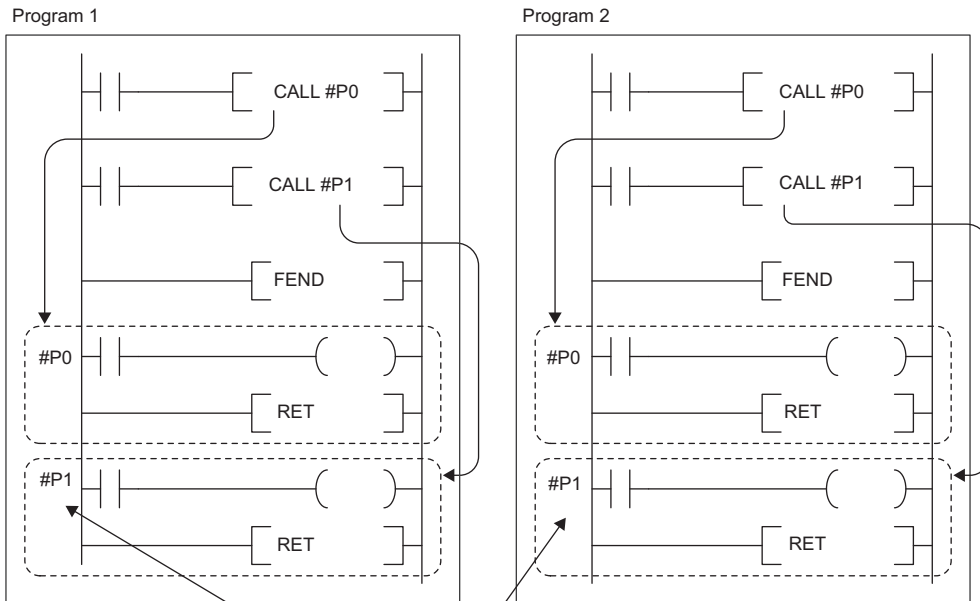 Program 1
CALL #P0
CALL #P1
FEND
#P0
RET
#P1
RET
Program 2
CALL #P0
CALL #P1
FEND
#P0
RET
#P1
RET